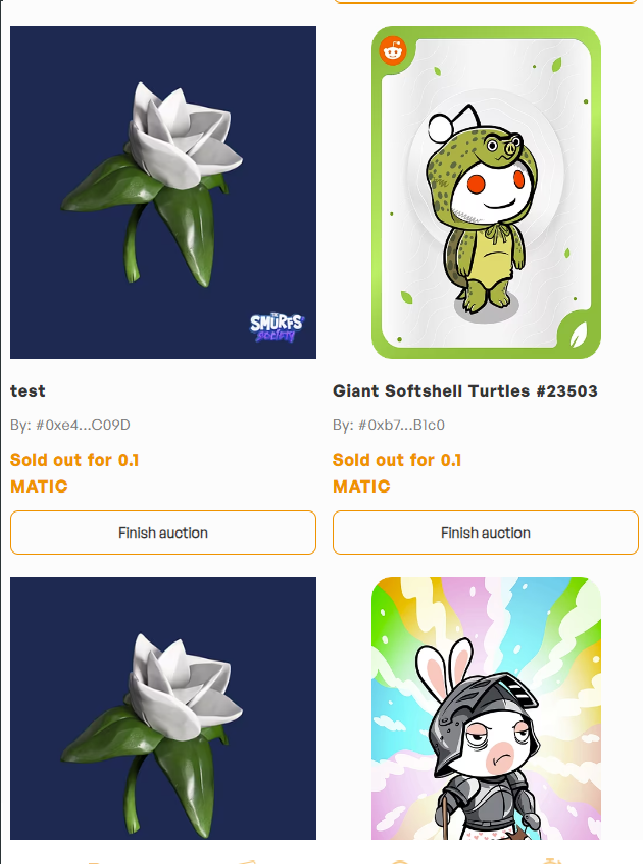 THE
SMURFS'
SOCIETY
test
By: #0xe4...C09D
Sold out for 0.1
MATIC
Finish auction
Giant Softshell Turtles #23503
By: #0xb7...B1c0
Sold out for 0.1
MATIC
Finish auction